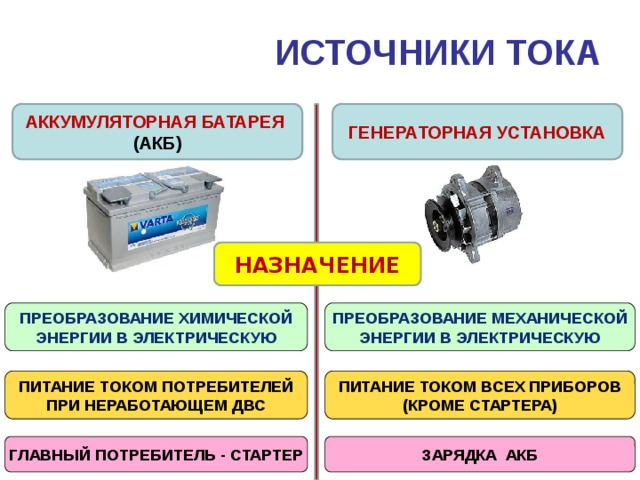 ИСТОЧНИКИ ТОКА
АККУМУЛЯТОРНАЯ БАТАРЕЯ
(АКБ)
ГЕНЕРАТОРНАЯ УСТАНОВКА
VARTA
НАЗНАЧЕНИЕ
ПРЕОБРАЗОВАНИЕ ХИМИЧЕСКОЙ
ЭНЕРГИИ В ЭЛЕКТРИЧЕСКУЮ
ПРЕОБРАЗОВАНИЕ МЕХАНИЧЕСКОЙ
ЭНЕРГИИ В ЭЛЕКТРИЧЕСКУЮ
ПИТАНИЕ ТОКОМ ПОТРЕБИТЕЛЕЙ
ПРИ НЕРАБОТАЮЩЕМ ДВС
ПИТАНИЕ ТОКОМ ВСЕХ ПРИБОРОВ
(КРОМЕ СТАРТЕРА)
ГЛАВНЫЙ ПОТРЕБИТЕЛЬ - СТАРТЕР
ЗАРЯДКА АКБ